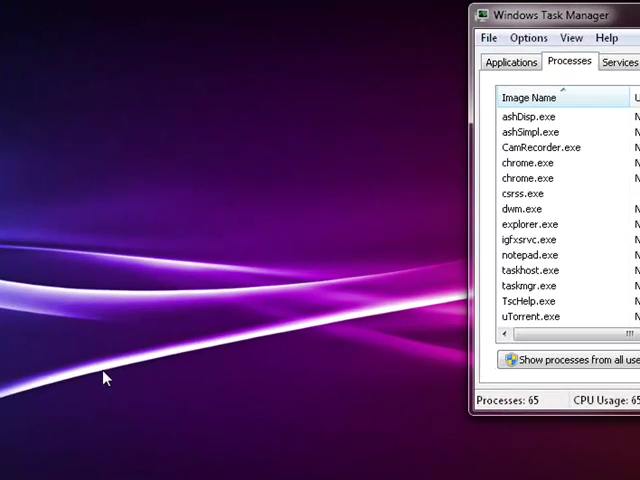 Windows Task Manager
File Options View Help
Applications Processes Services
Image Name U
ashDisp.exe N
ashSimpl.exe N
CamRecorder.exe N
chrome.exe N
chrome.exe N
csrss.exe
dwm.exe N
explorer.exe N
igfxsrvc.exe N
notepad.exe N
taskhost.exe N
taskmgr.exe N
TscHelp.exe N
uTorrent.exe N
Show processes from all use
Processes: 65 CPU Usage: 65